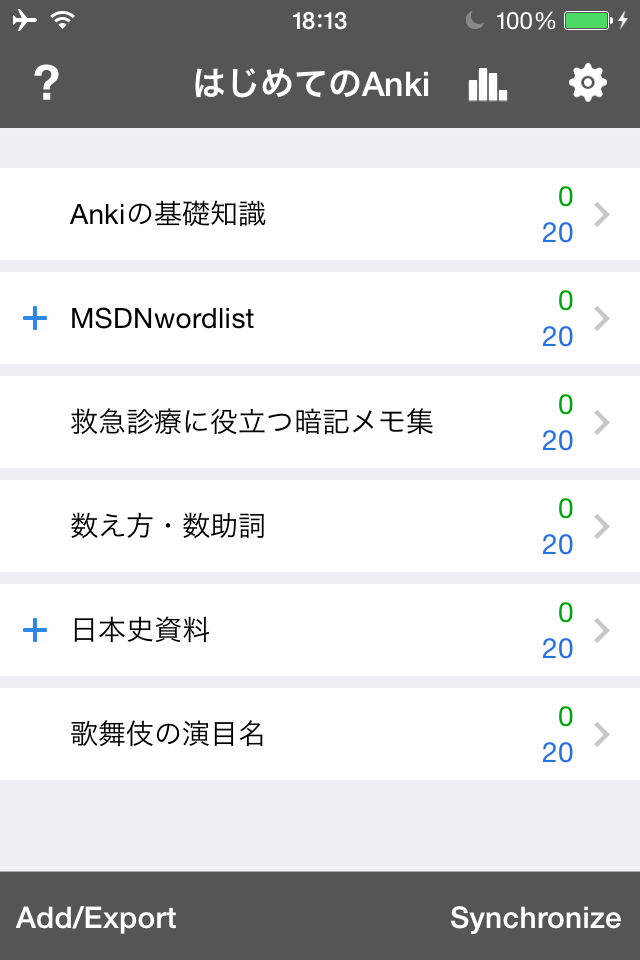 18:13
100%
?
はじめてのAnki
Ankiの基礎知識
0
20
+ MSDNwordlist
0
20
救急診療に役立つ暗記メモ集
0
20
数え方・数助詞
0
20
+ 日本史資料
0
20
歌舞伎の演目名
0
20
Add/Export
Synchronize